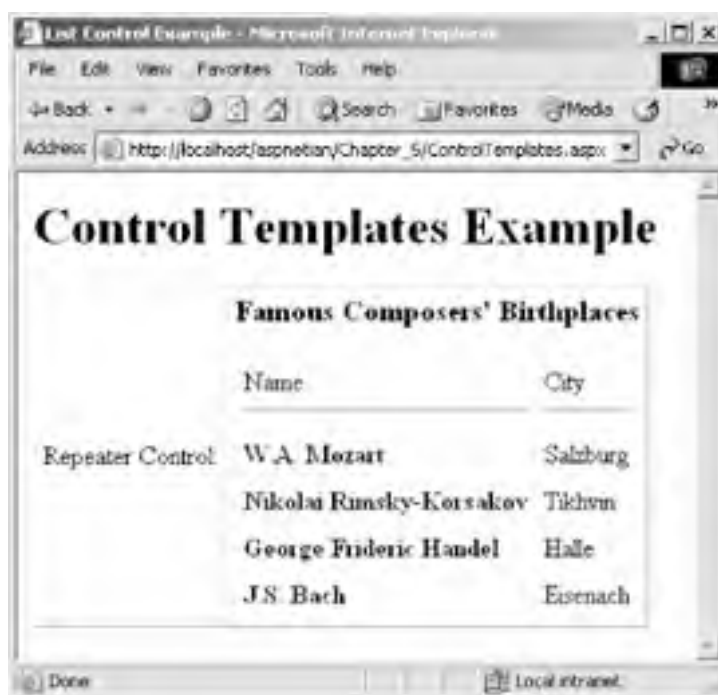 List Control Example - Microsoft Internet Explorer
File Edit View Favorites Tools Help
Back Search Favorites Media »
Address http://localhost/aspnetian/Chapter_5/ControlTemplates.aspx Go
Control Templates Example
Famous Composers' Birthplaces
Name City
Repeater Control W.A. Mozart Salzburg
Nikolai Rimsky-Korsakov Tikhvin
George Frideric Handel Halle
J.S. Bach Eisenach
Done Local intranet